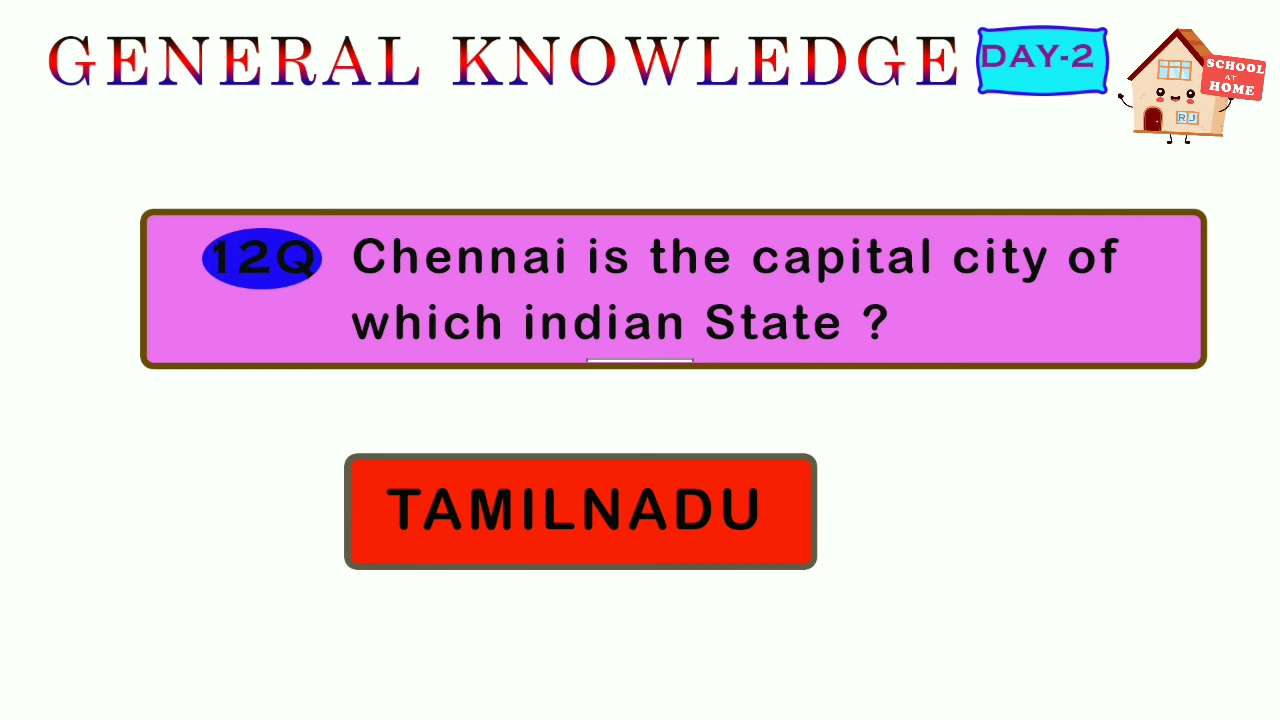 GENERAL KNOWLEDGE DAY-2
SCHOOL
AT
HOME
RJ
12Q Chennai is the capital city of
which indian State ?
TAMILNADU